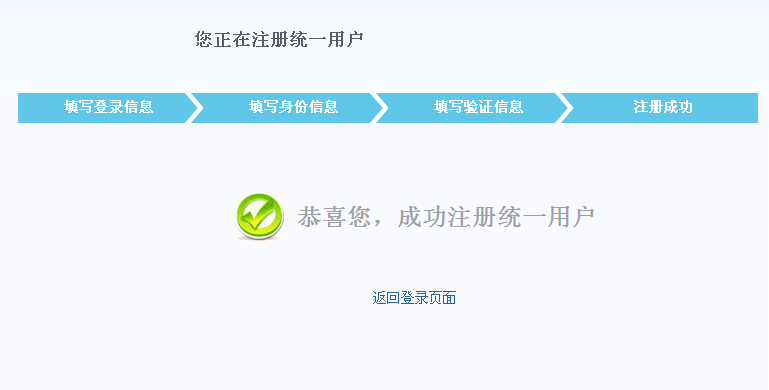 您正在注册统一用户
填写登录信息 填写身份信息 填写验证信息 注册成功
恭喜您，成功注册统一用户
返回登录页面